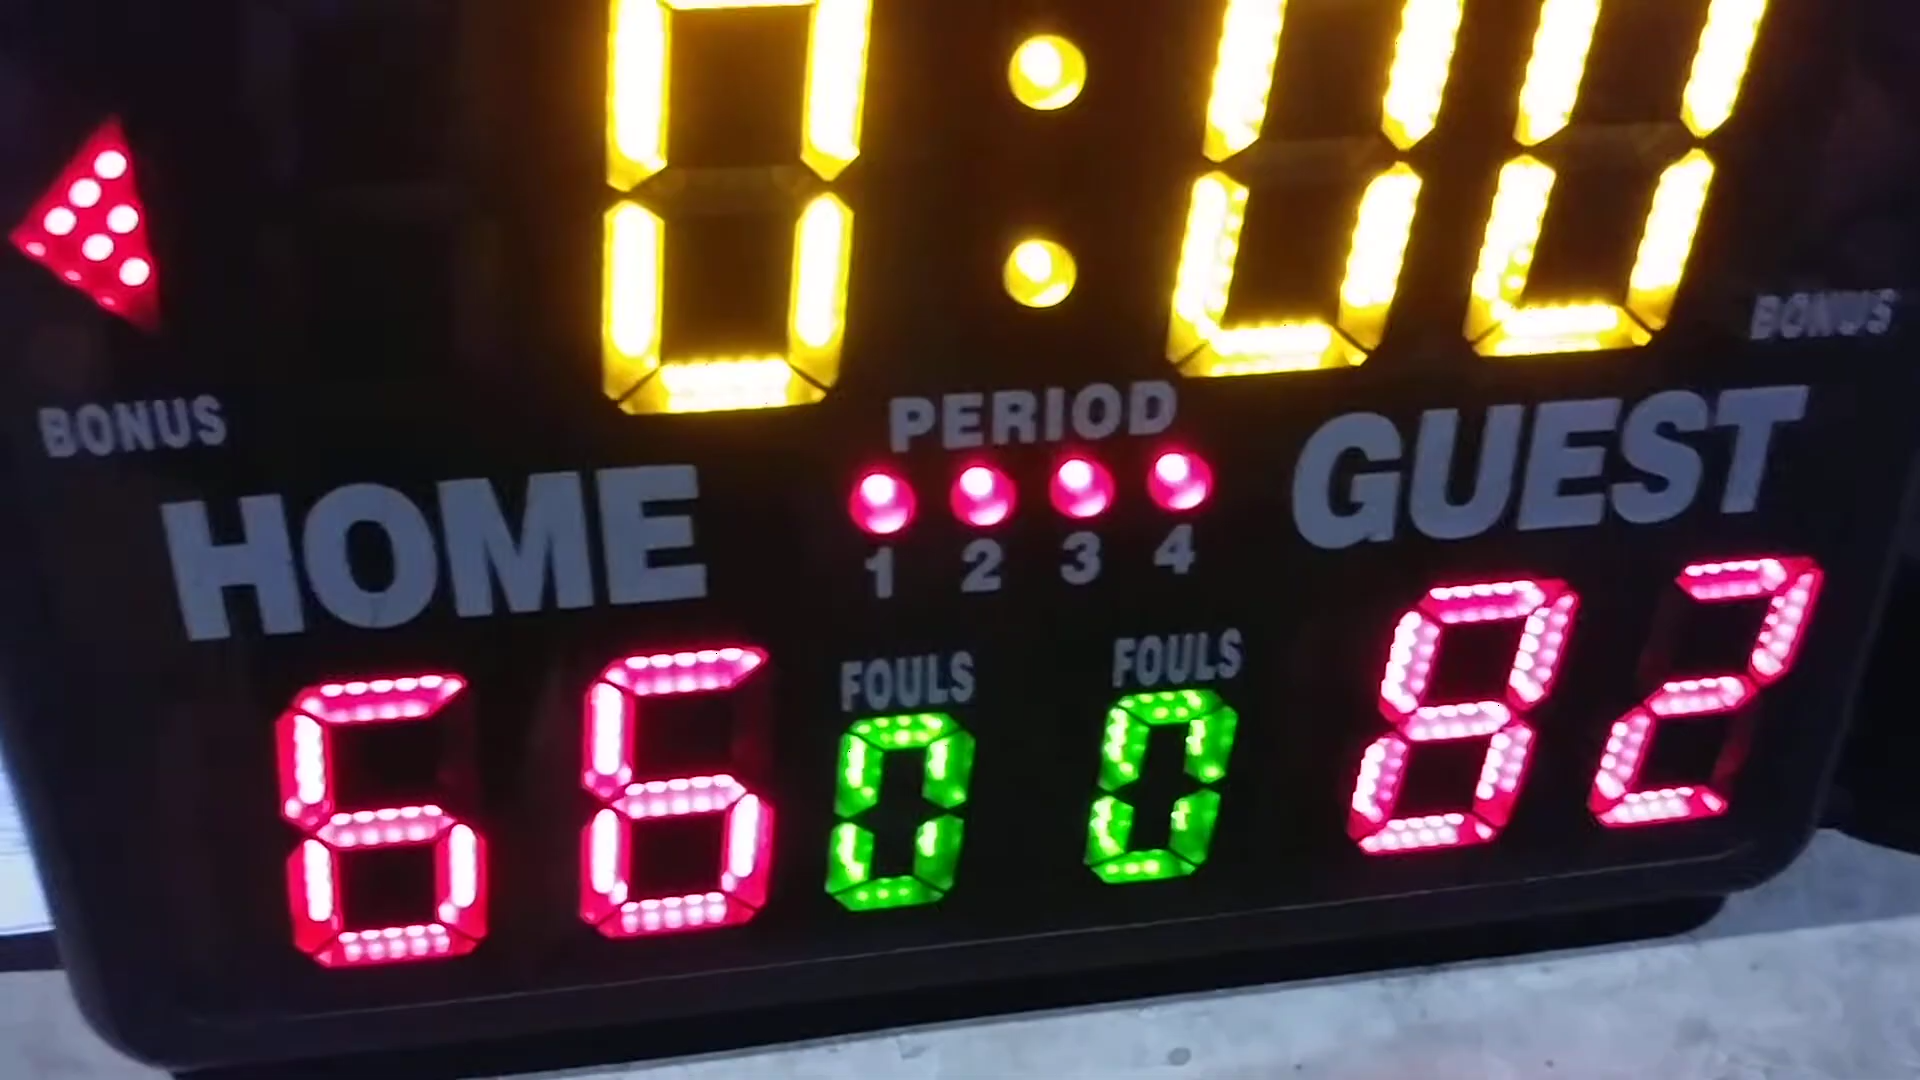 0:00
BONUS
BONUS
PERIOD
HOME
GUEST
1 2 3 4
FOULS
FOULS
66
0
0
82